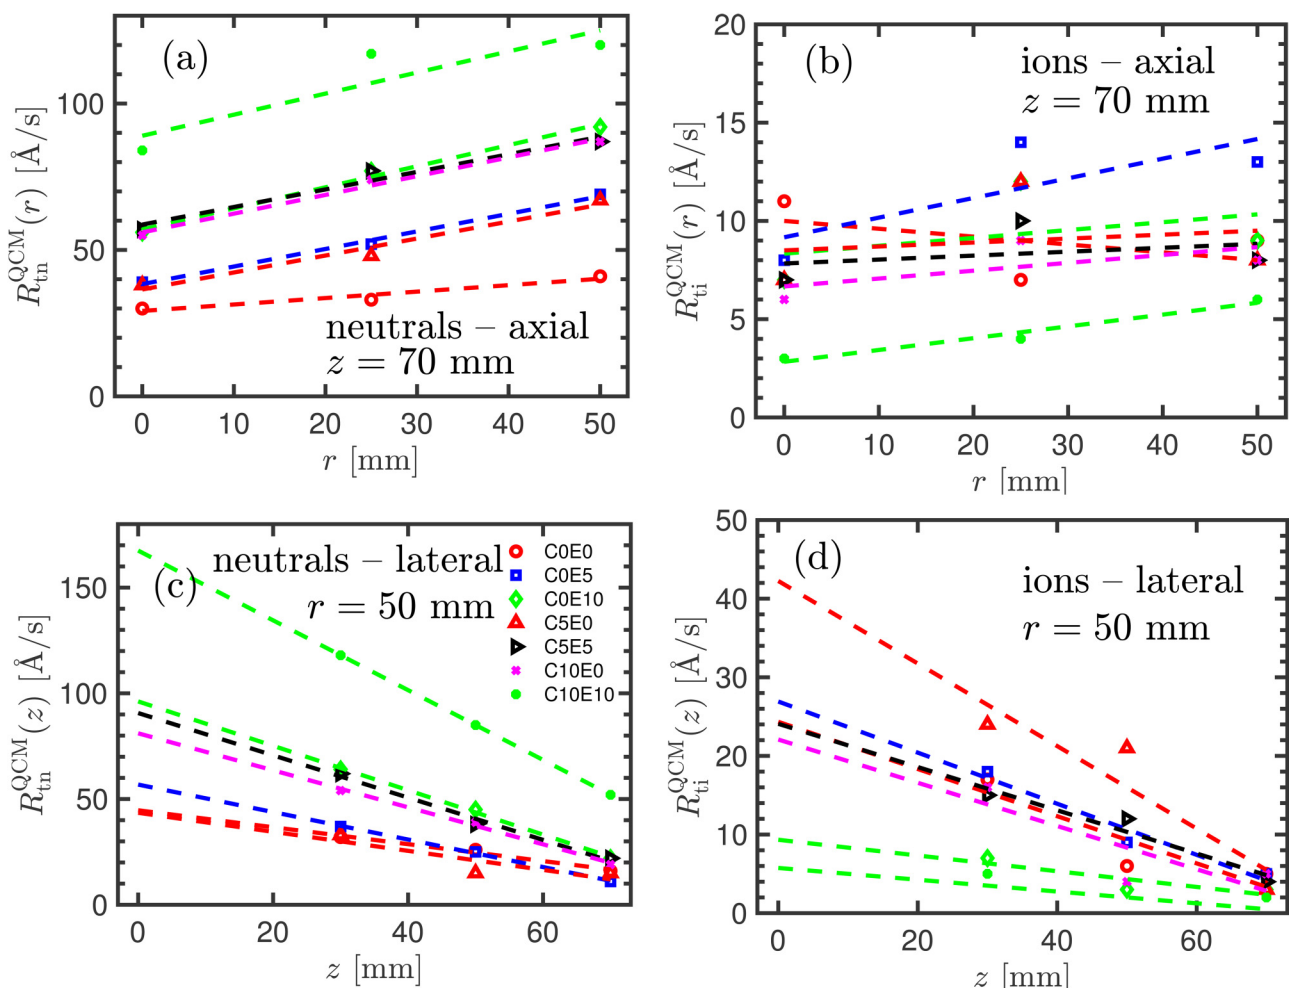 (a)
100
50
0
0 10 20 30 40 50
r [mm]
R_tn^QCM(r) [Å/s]
neutrals – axial
z = 70 mm
(b)
ions – axial
z = 70 mm
20
15
10
5
0
0 10 20 30 40 50
r [mm]
R_ti^QCM(r) [Å/s]
(c)
neutrals – lateral
r = 50 mm
C0E0
C0E5
C0E10
C5E0
C5E5
C10E0
C10E10
150
100
50
0
0 20 40 60
z [mm]
R_tn^QCM(z) [Å/s]
(d)
ions – lateral
r = 50 mm
50
40
30
20
10
0
0 20 40 60
z [mm]
R_ti^QCM(z) [Å/s]